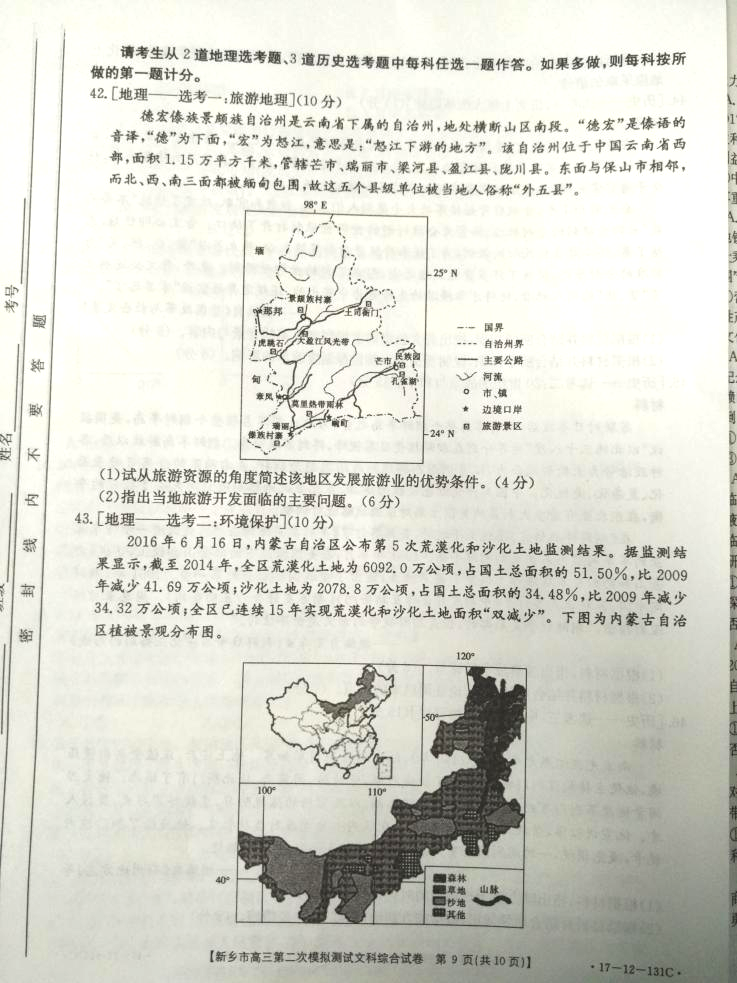 请考生从2道地理选考题、3道历史选考题中每科任选一题作答。如果多做,则每科按所
做的第一题计分。
42.[地理——选考一:旅游地理](10分)
德宏傣族景颇族自治州是云南省下属的自治州,地处横断山区南段。“德宏”是傣语的
音译,“德”为下面,“宏”为怒江,意思是:“怒江下游的地方”。该自治州位于中国云南省西
部,面积1.15万平方千米,管辖芒市、瑞丽市、梁河县、盈江县、陇川县。东面与保山市相邻,
而北、西、南三面都被缅甸包围,故这五个县级单位被当地人俗称“外五县”。
98°E
缅
25°N
景颇族村寨
那邦
土司衙门
虎跳石
大盈江风光带
芒市
民族园
孔雀湖
甸
章凤
莫里热带雨林
瑞丽
畹町
傣族村寨
24°N
国界
自治州界
主要公路
河流
市、镇
边境口岸
旅游景区
(1)试从旅游资源的角度简述该地区发展旅游业的优势条件。(4分)
(2)指出当地旅游开发面临的主要问题。(6分)
43.[地理——选考二:环境保护](10分)
2016年6月16日,内蒙古自治区公布第5次荒漠化和沙化土地监测结果。据监测结
果显示,截至2014年,全区荒漠化土地为6092.0万公顷,占国土总面积的51.50%,比2009
年减少41.69万公顷;沙化土地为2078.8万公顷,占国土总面积的34.48%,比2009年减少
34.32万公顷;全区已连续15年实现荒漠化和沙化土地面积“双减少”。下图为内蒙古自治
区植被景观分布图。
120°
50°
100°
110°
40°
森林
草地
沙地
其他
山脉
【新乡市高三第二次模拟测试文科综合试卷 第9页(共10页)】
·17-12-131C·
考号
姓名
密封线内不要答题